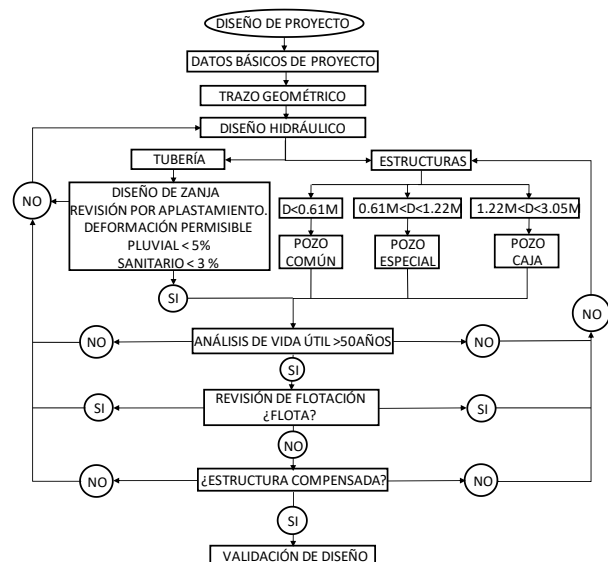 DISEÑO DE PROYECTO
DATOS BÁSICOS DE PROYECTO
TRAZO GEOMÉTRICO
DISEÑO HIDRÁULICO
TUBERÍA
ESTRUCTURAS
DISEÑO DE ZANJA
REVISIÓN POR APLASTAMIENTO.
DEFORMACIÓN PERMISIBLE
PLUVIAL < 5%
SANITARIO < 3 %
NO
D<0.61M
0.61M<D<1.22M
1.22M<D<3.05M
POZO
COMÚN
POZO
ESPECIAL
POZO
CAJA
SI
NO
NO
ANÁLISIS DE VIDA ÚTIL >50AÑOS
NO
SI
SI
REVISIÓN DE FLOTACIÓN
¿FLOTA?
SI
NO
NO
¿ESTRUCTURA COMPENSADA?
NO
SI
VALIDACIÓN DE DISEÑO